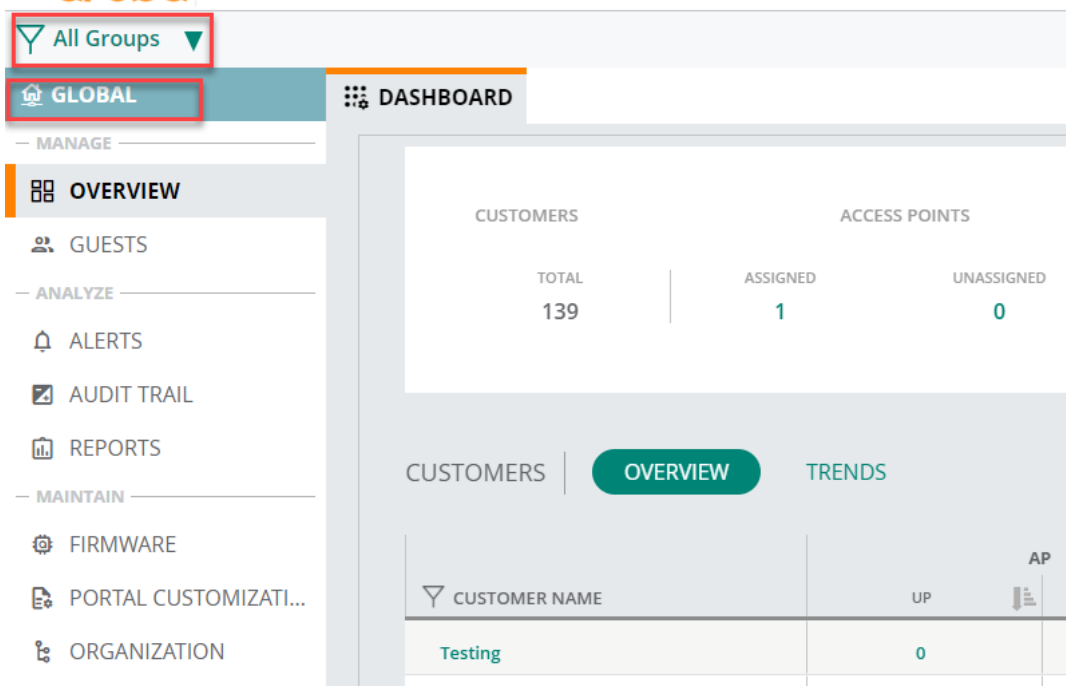 All Groups
GLOBAL
DASHBOARD
MANAGE
OVERVIEW
GUESTS
ANALYZE
ALERTS
AUDIT TRAIL
REPORTS
MAINTAIN
FIRMWARE
PORTAL CUSTOMIZATI...
ORGANIZATION
CUSTOMERS ACCESS POINTS
TOTAL ASSIGNED UNASSIGNED
139 1 0
CUSTOMERS OVERVIEW TRENDS
AP
CUSTOMER NAME UP
Testing 0